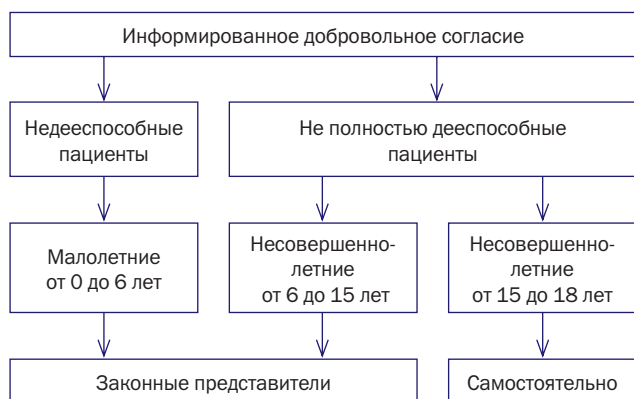 Информированное добровольное согласие
Недееспособные
пациенты
Не полностью дееспособные
пациенты
Малолетние
от 0 до 6 лет
Несовершенно-
летние
от 6 до 15 лет
Несовершенно-
летние
от 15 до 18 лет
Законные представители
Самостоятельно